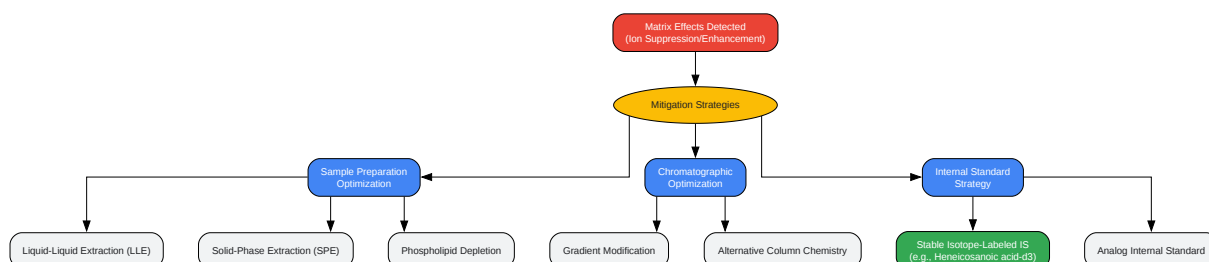 Matrix Effects Detected
(Ion Suppression/Enhancement)
Mitigation Strategies
Sample Preparation
Optimization
Chromatographic
Optimization
Internal Standard
Strategy
Liquid-Liquid Extraction (LLE)
Solid-Phase Extraction (SPE)
Phospholipid Depletion
Gradient Modification
Alternative Column Chemistry
Stable Isotope-Labeled IS
(e.g., Heneicosanoic acid-d3)
Analog Internal Standard